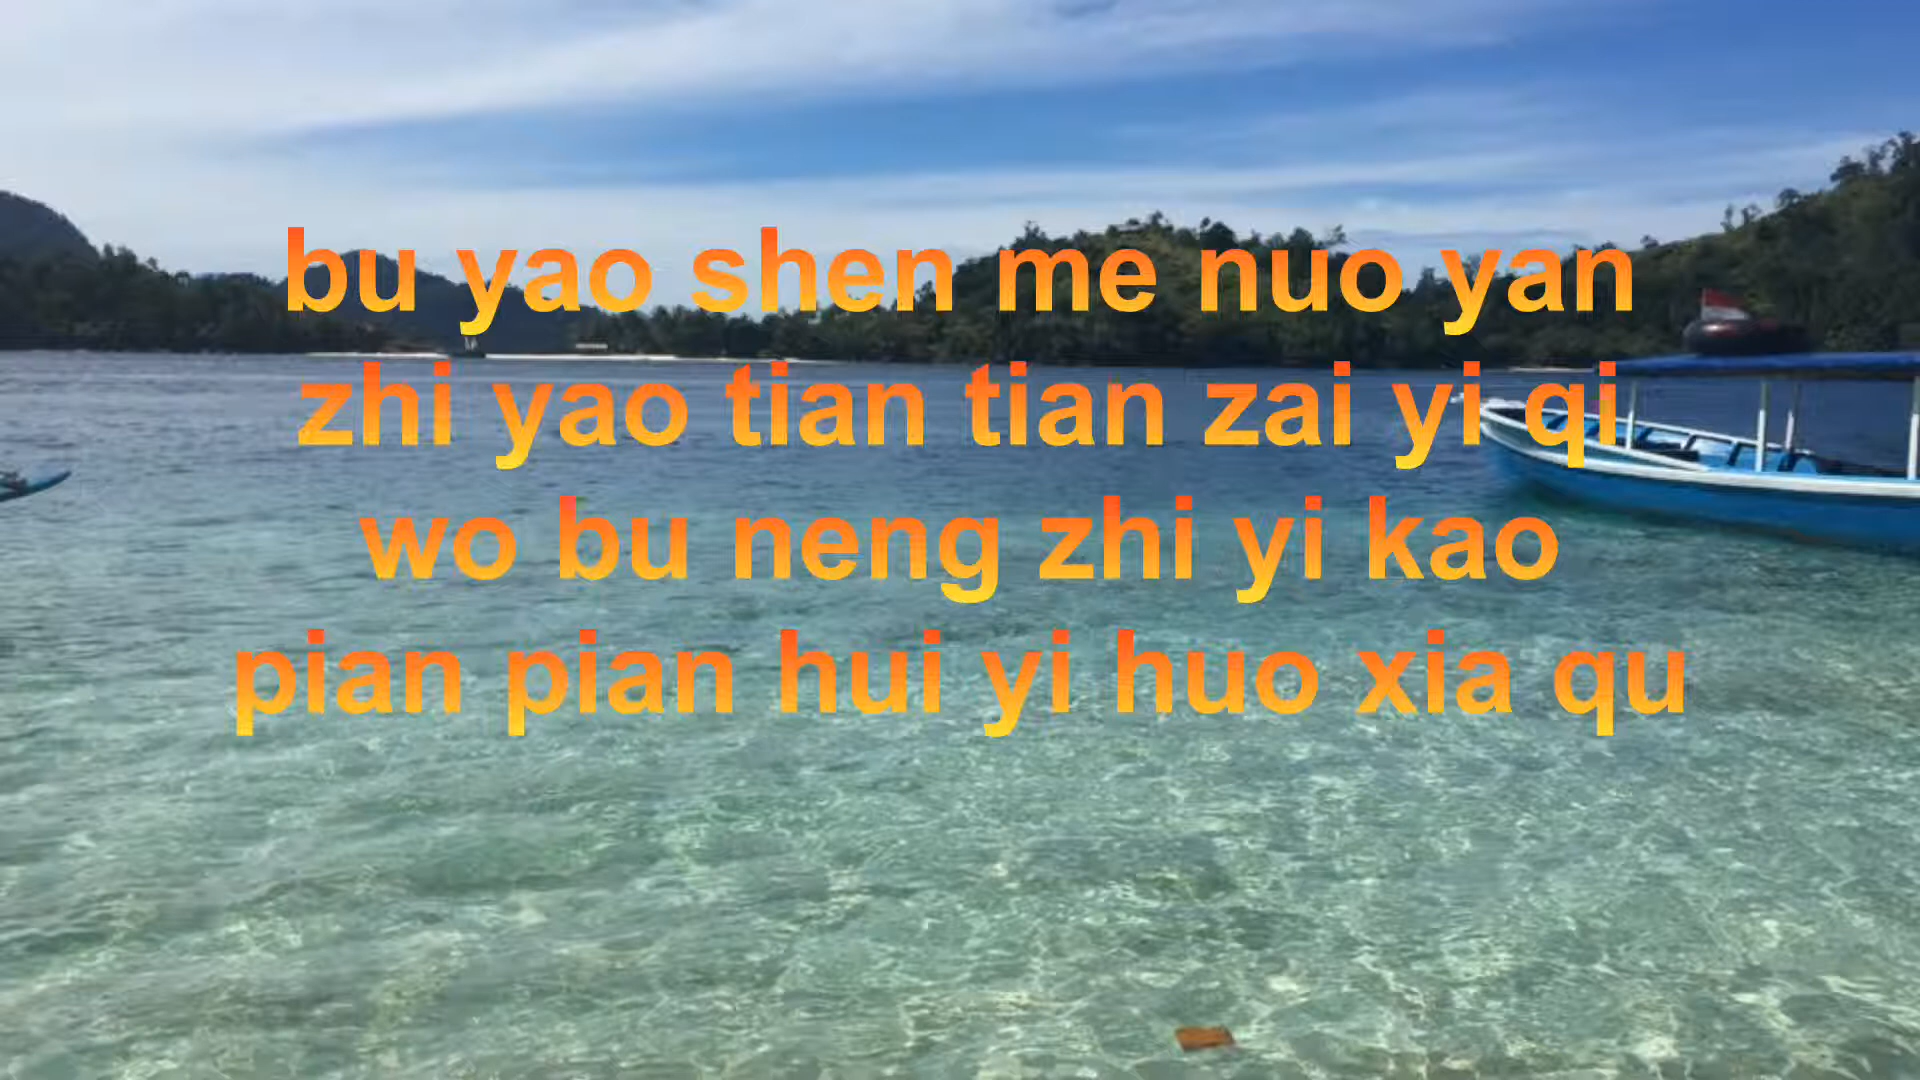 bu yao shen me nuo yan
zhi yao tian tian zai yi qi
wo bu neng zhi yi kao
pian pian hui yi huo xia qu